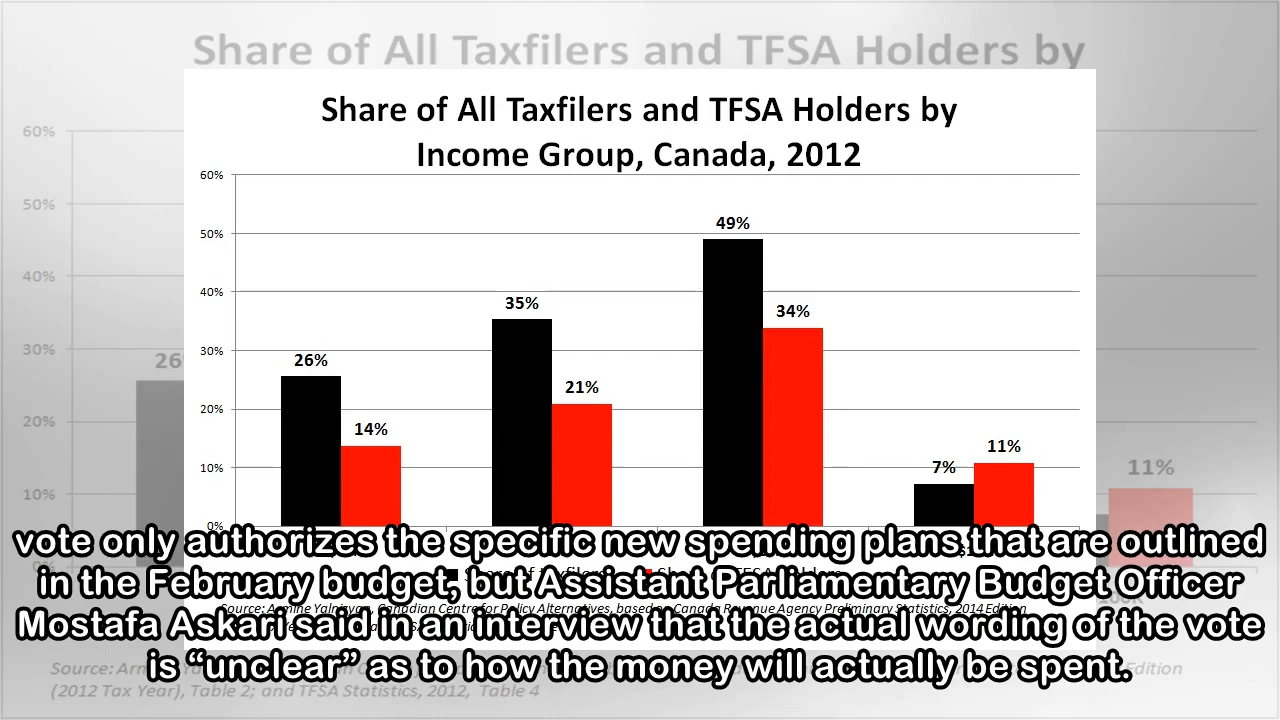 Share of All Taxfilers and TFSA Holders by
Share of All Taxfilers and TFSA Holders by
Income Group, Canada, 2012
60%
50%
40%
30%
20%
10%
0%
60%
50%
40%
30%
20%
10%
0%
26%
14%
35%
21%
49%
34%
7%
11%
26
11%
vote only authorizes the specific new spending plans that are outlined
in the February budget, but Assistant Parliamentary Budget Officer
Mostafa Askari said in an interview that the actual wording of the vote
is “unclear” as to how the money will actually be spent.
Source: Armine Yalnizyan, Canadian Centre for Policy Alternatives, based on Canada Revenue Agency Preliminary Statistics, 2014 Edition
Edition
(2012 Tax Year), Table 2; and TFSA Statistics, 2012, Table 4